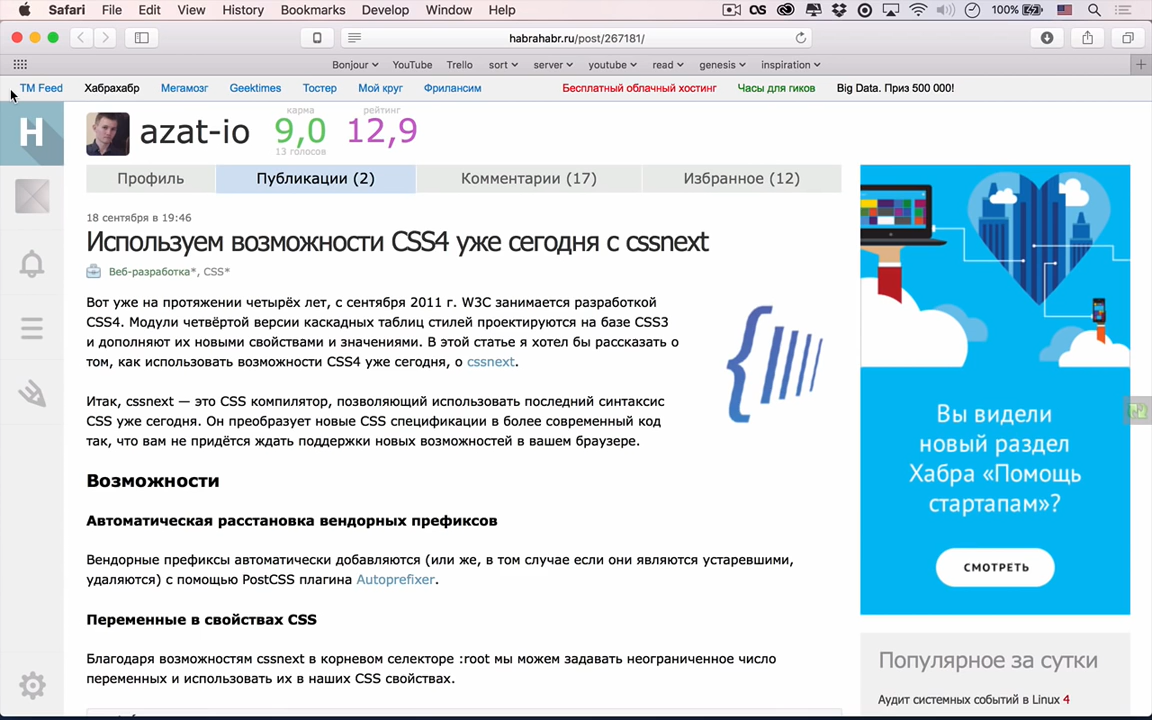 Safari File Edit View History Bookmarks Develop Window Help 100%
habrahabr.ru/post/267181/
Bonjour YouTube Trello sort server youtube read genesis inspiration
TM Feed Хабрахабр Мегамозг Geektimes Тостер Мой круг Фрилансим Бесплатный облачный хостинг Часы для гиков Big Data. Приз 500 000!
H
azat-io
карма
9,0
13 голосов
рейтинг
12,9
Профиль Публикации (2) Комментарии (17) Избранное (12)
18 сентября в 19:46
Используем возможности CSS4 уже сегодня с cssnext
Веб-разработка*, CSS*
Вот уже на протяжении четырёх лет, с сентября 2011 г. W3C занимается разработкой
CSS4. Модули четвёртой версии каскадных таблиц стилей проектируются на базе CSS3
и дополняют их новыми свойствами и значениями. В этой статье я хотел бы рассказать о
том, как использовать возможности CSS4 уже сегодня, о cssnext.
Итак, cssnext — это CSS компилятор, позволяющий использовать последний синтаксис
CSS уже сегодня. Он преобразует новые CSS спецификации в более современный код
так, что вам не придётся ждать поддержки новых возможностей в вашем браузере.
Возможности
Автоматическая расстановка вендорных префиксов
Вендорные префиксы автоматически добавляются (или же, в том случае если они являются устаревшими,
удаляются) с помощью PostCSS плагина Autoprefixer.
Переменные в свойствах CSS
Благодаря возможностям cssnext в корневом селекторе :root мы можем задавать неограниченное число
переменных и использовать их в наших CSS свойствах.
Вы видели
новый раздел
Хабра «Помощь
стартапам»?
СМОТРЕТЬ
Популярное за сутки
Аудит системных событий в Linux 4